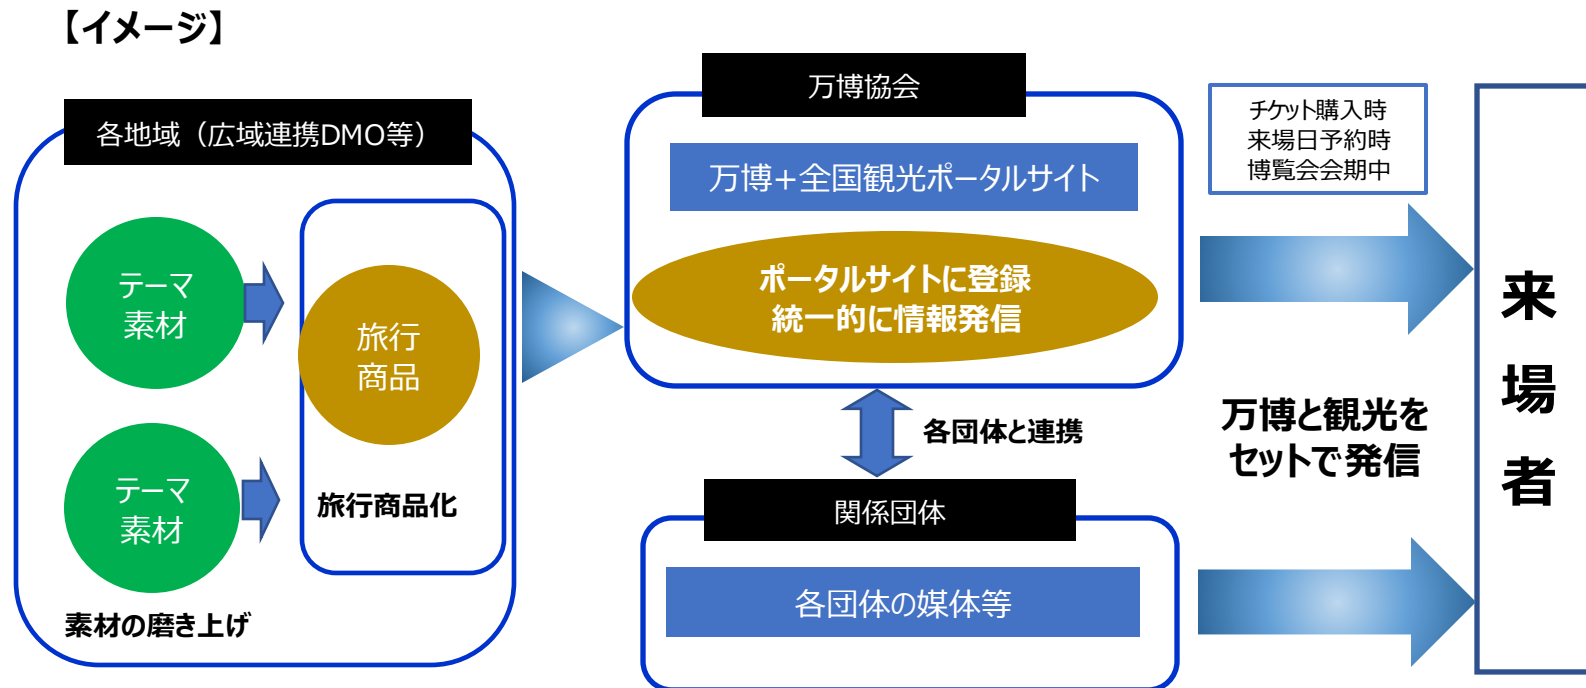 【イメージ】
各地域（広域連携DMO等）
テーマ
素材
テーマ
素材
素材の磨き上げ
旅行
商品
旅行商品化
万博協会
万博+全国観光ポータルサイト
ポータルサイトに登録
統一的に情報発信
各団体と連携
関係団体
各団体の媒体等
チケット購入時
来場日予約時
博覧会会期中
万博と観光を
セットで発信
来
場
者